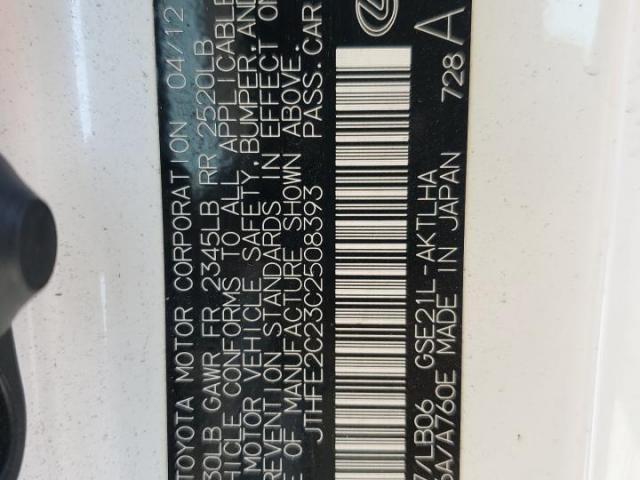 TOYOTA MOTOR CORPORATION 04/12
30LB GAWR FR 2345LB RR 2520LB
HICLE CONFORMS TO ALL APPLICABLE
MOTOR VEHICLE SAFETY, BUMPER, AND
REVENTION STANDARDS IN EFFECT ON
E OF MANUFACTURE SHOWN ABOVE.
JTHFE2C23C2508393 PASS.CAR
7/LB06 GSE21L-AKTLHA
6A/A760E MADE IN JAPAN 728
A